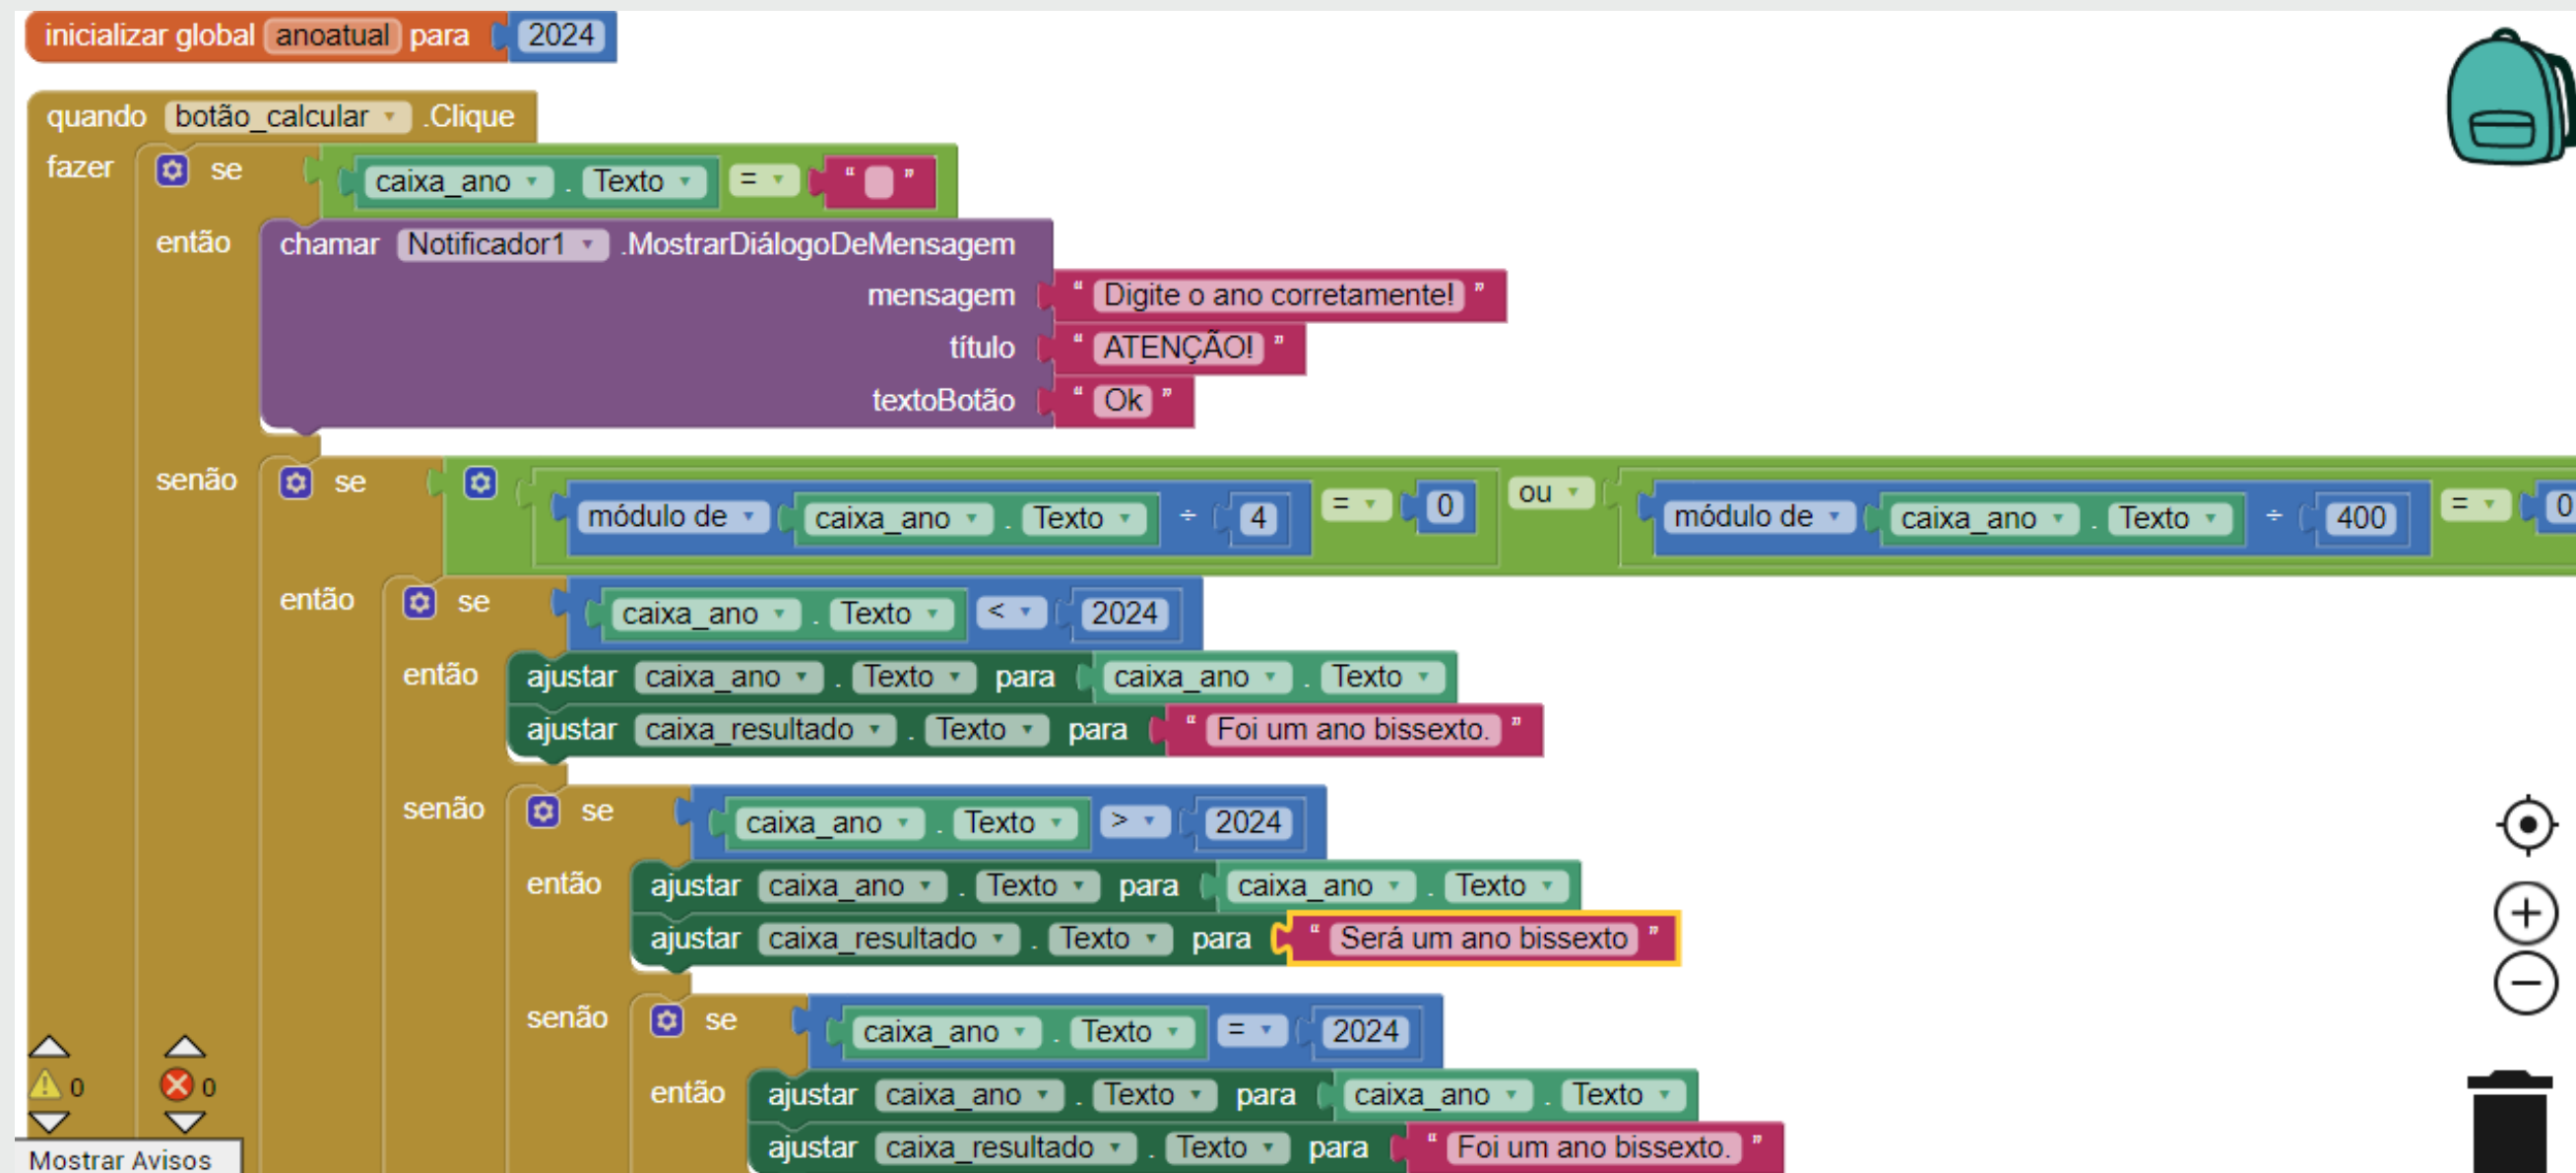 inicializar global anoatual para 2024
quando botão_calcular .Clique
fazer se caixa_ano . Texto = " "
então chamar Notificador1 .MostrarDiálogoDeMensagem
mensagem " Digite o ano corretamente! "
título " ATENÇÃO! "
textoBotão " Ok "
senão se módulo de caixa_ano . Texto ÷ 4 = 0 ou módulo de caixa_ano . Texto ÷ 400 = 0
então se caixa_ano . Texto < 2024
então ajustar caixa_ano . Texto para caixa_ano . Texto
ajustar caixa_resultado . Texto para " Foi um ano bissexto. "
senão se caixa_ano . Texto > 2024
então ajustar caixa_ano . Texto para caixa_ano . Texto
ajustar caixa_resultado . Texto para " Será um ano bissexto "
senão se caixa_ano . Texto = 2024
então ajustar caixa_ano . Texto para caixa_ano . Texto
ajustar caixa_resultado . Texto para " Foi um ano bissexto. "
0 0
Mostrar Avisos